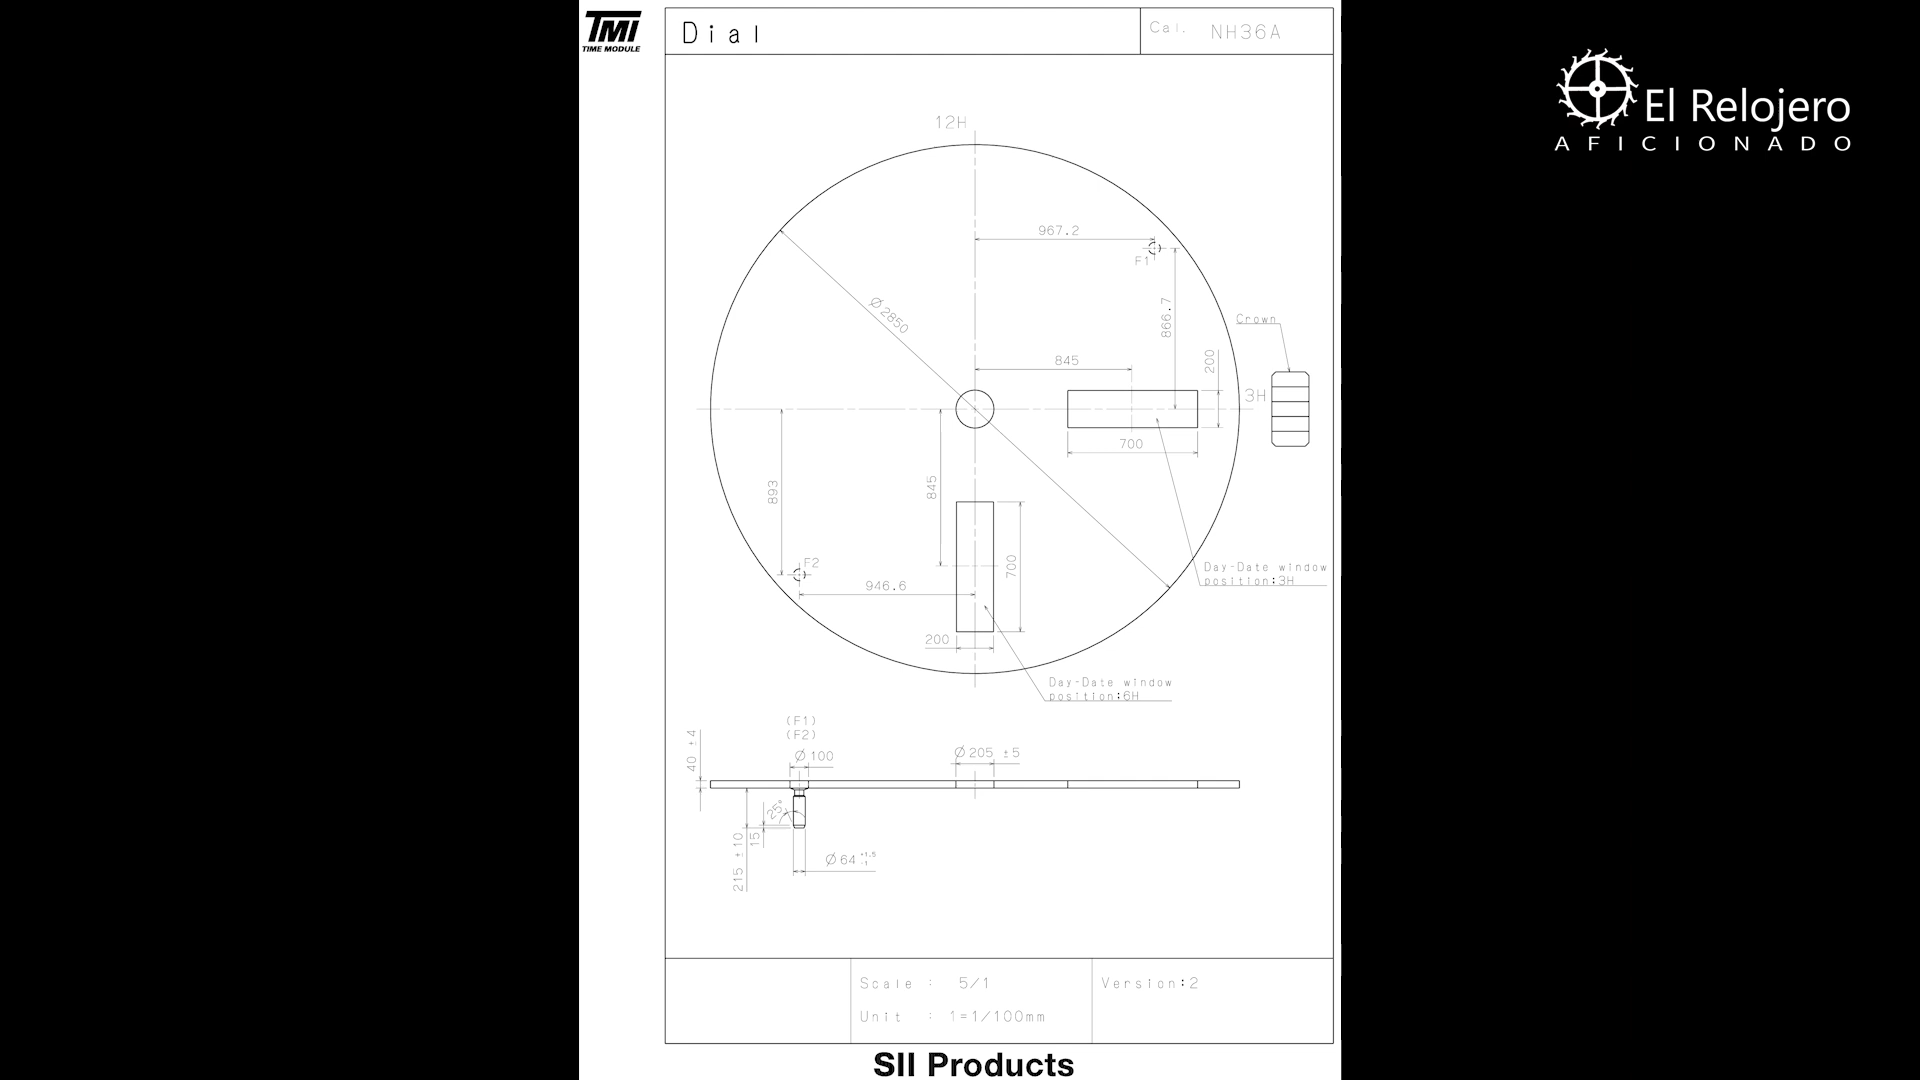 TMI
TIME MODULE
Dial
Cal. NH36A
El Relojero
AFICIONADO
12H
967.2
F1
Ø2850
866.7
Crown
845
200
3H
700
893
845
F2
946.6
700
Day-Date window
position:3H
200
Day-Date window
position:6H
(F1)
(F2)
40 ±4
Ø100
Ø205 ±5
25°
15
215 ±10
Ø64 +1.5 -1
Scale : 5/1
Version:2
Unit : 1=1/100mm
SII Products